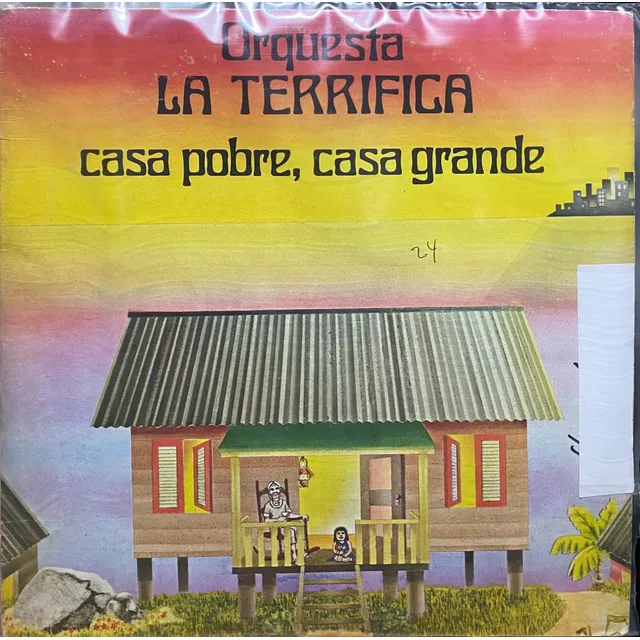 Orquesta
LA TERRIFICA
casa pobre, casa grande
24